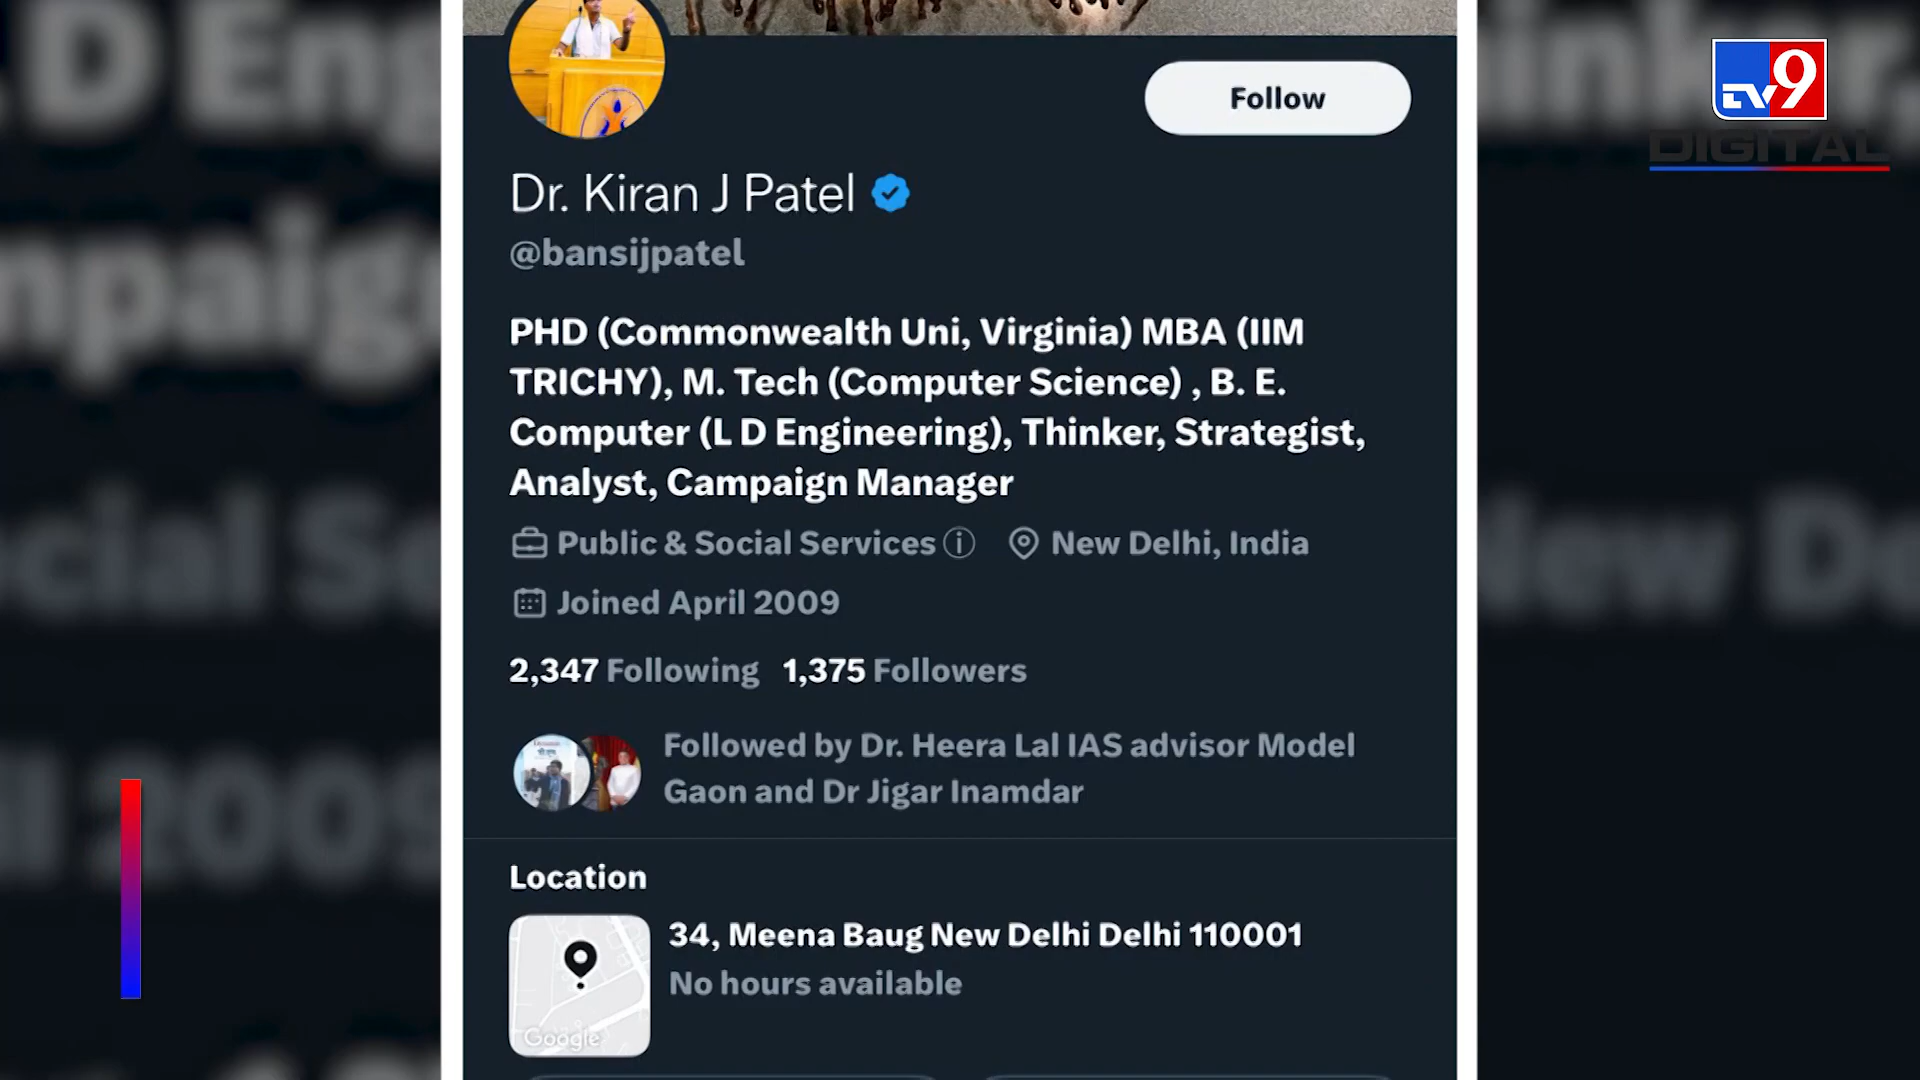 TV9
DIGITAL
Follow
Dr. Kiran J Patel
@bansijpatel
PHD (Commonwealth Uni, Virginia) MBA (IIM
TRICHY), M. Tech (Computer Science) , B. E.
Computer (L D Engineering), Thinker, Strategist,
Analyst, Campaign Manager
Public & Social Services New Delhi, India
Joined April 2009
2,347 Following 1,375 Followers
Followed by Dr. Heera Lal IAS advisor Model
Gaon and Dr Jigar Inamdar
Location
34, Meena Baug New Delhi Delhi 110001
No hours available
Google